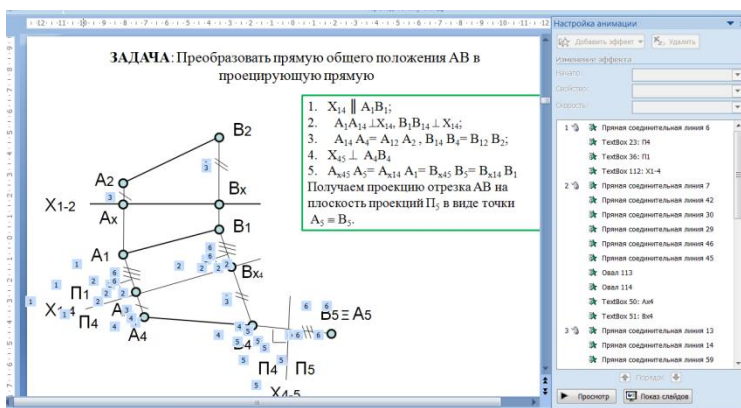 Настройка анимации
Добавить эффект
Удалить
Изменение эффекта
Начало:
Свойство:
Скорость:
ЗАДАЧА: Преобразовать прямую общего положения АВ в
проецирующую прямую
1. X₁₄ ∥ A₁B₁;
2. A₁A₁₄ ⊥X₁₄, B₁B₁₄ ⊥ X₁₄;
3. A₁₄ A₄= A₁₂ A₂ , B₁₄ B₄= B₁₂ B₂;
4. X₄₅ ⊥ A₄B₄
5. Aₓ₄₅ A₅= Aₓ₁₄ A₁= Bₓ₄₅ B₅= Bₓ₁₄ B₁
Получаем проекцию отрезка АВ на
плоскость проекций П₅ в виде точки
A₅ ≡ B₅.
B2
A2
Bx
X1-2
Ax
B1
A1
Bx₄
П1
П4
A4
B5 ≡ A5
П4 П5
X4-5
1 Прямая соединительная линия 6
TextBox 23: П4
TextBox 36: П1
TextBox 112: X1-4
2 Прямая соединительная линия 7
Прямая соединительная линия 42
Прямая соединительная линия 30
Прямая соединительная линия 29
Прямая соединительная линия 46
Прямая соединительная линия 45
Овал 113
Овал 114
TextBox 50: Ax4
TextBox 51: Bx4
3 Прямая соединительная линия 13
Прямая соединительная линия 14
Прямая соединительная линия 59
Порядок
Просмотр
Показ слайдов